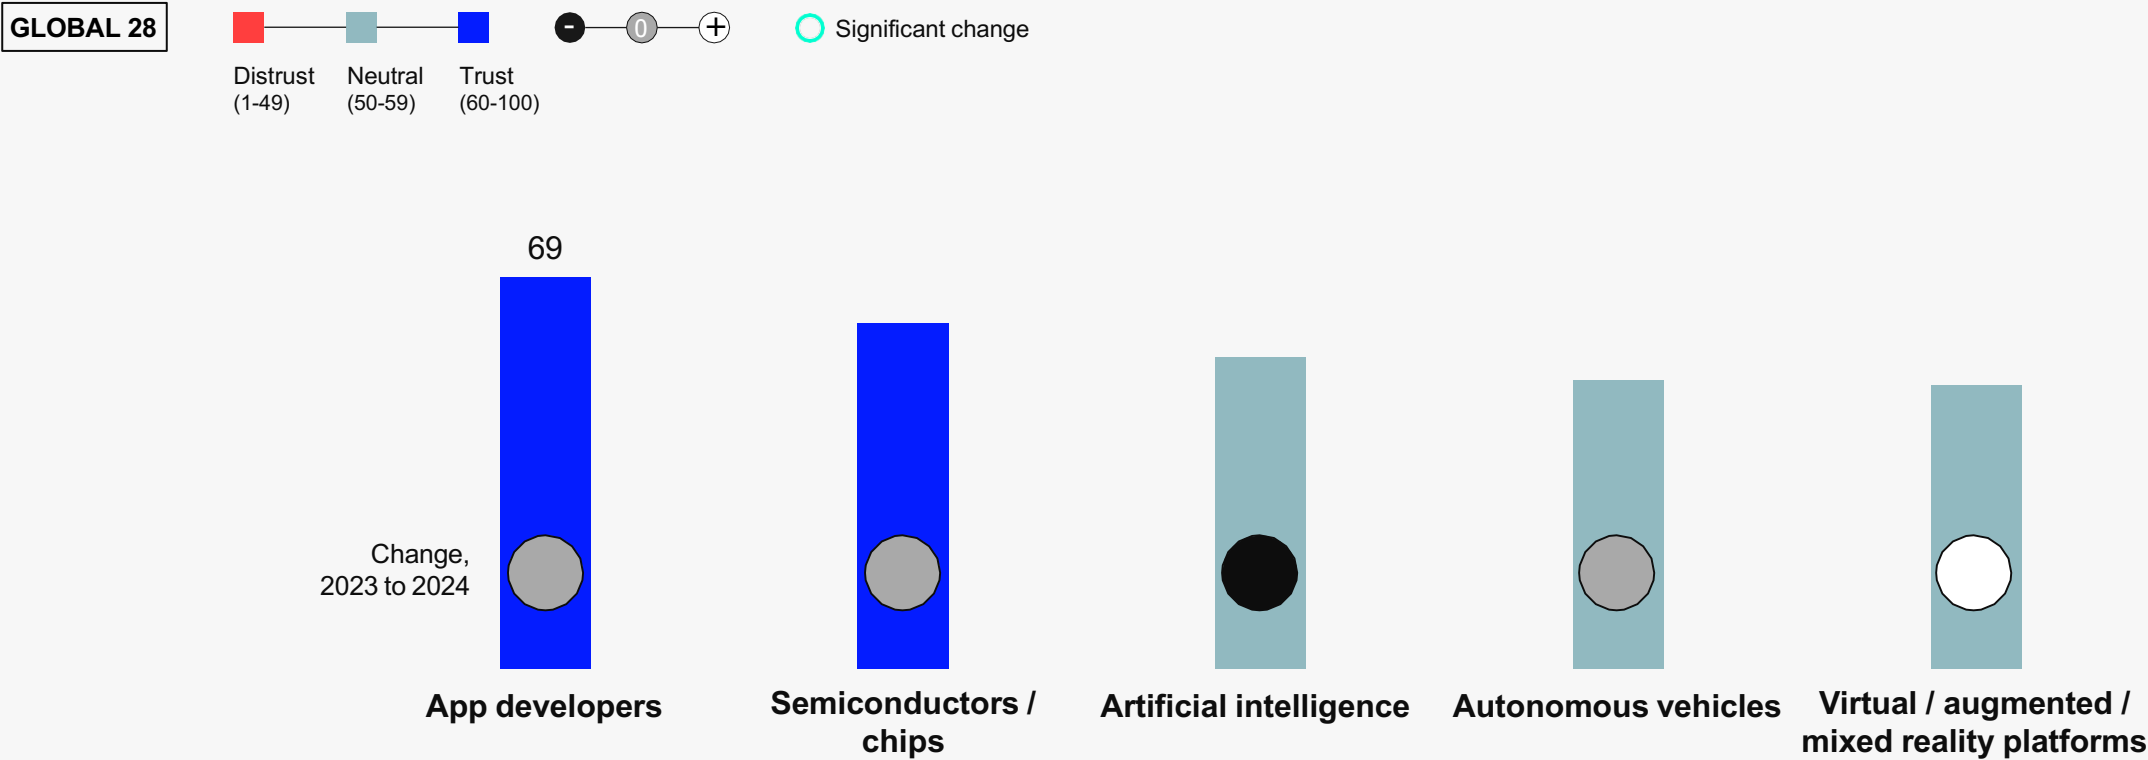 GLOBAL 28
- 0 +
Significant change
Distrust
(1-49)
Neutral
(50-59)
Trust
(60-100)
69
Change,
2023 to 2024
App developers
Semiconductors /
chips
Artificial intelligence
Autonomous vehicles
Virtual / augmented /
mixed reality platforms